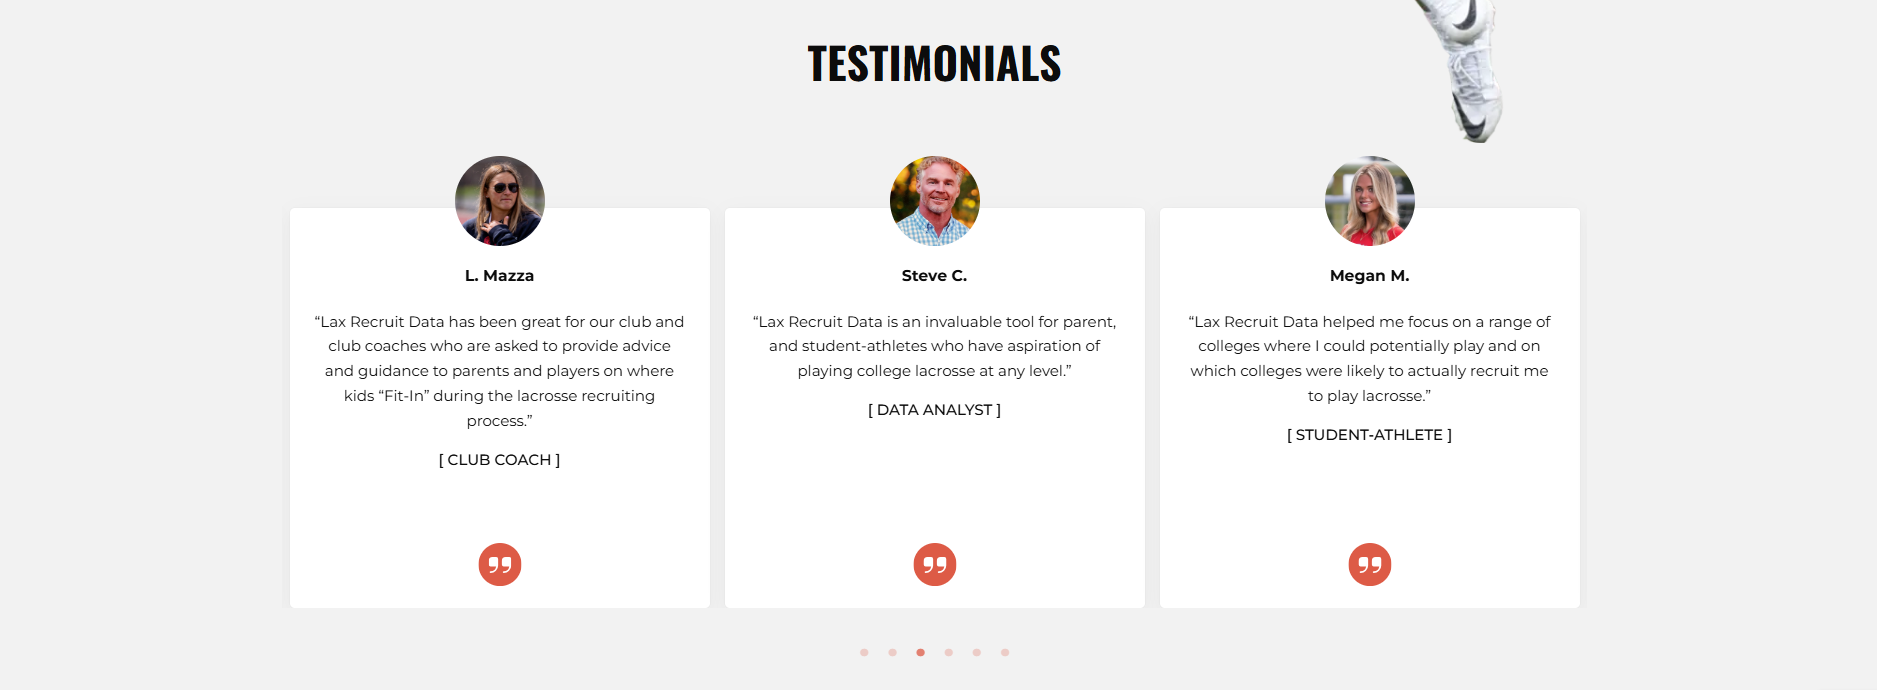 TESTIMONIALS
L. Mazza
“Lax Recruit Data has been great for our club and
club coaches who are asked to provide advice
and guidance to parents and players on where
kids “Fit-In” during the lacrosse recruiting
process.”
[ CLUB COACH ]
Steve C.
“Lax Recruit Data is an invaluable tool for parent,
and student-athletes who have aspiration of
playing college lacrosse at any level.”
[ DATA ANALYST ]
Megan M.
“Lax Recruit Data helped me focus on a range of
colleges where I could potentially play and on
which colleges were likely to actually recruit me
to play lacrosse.”
[ STUDENT-ATHLETE ]